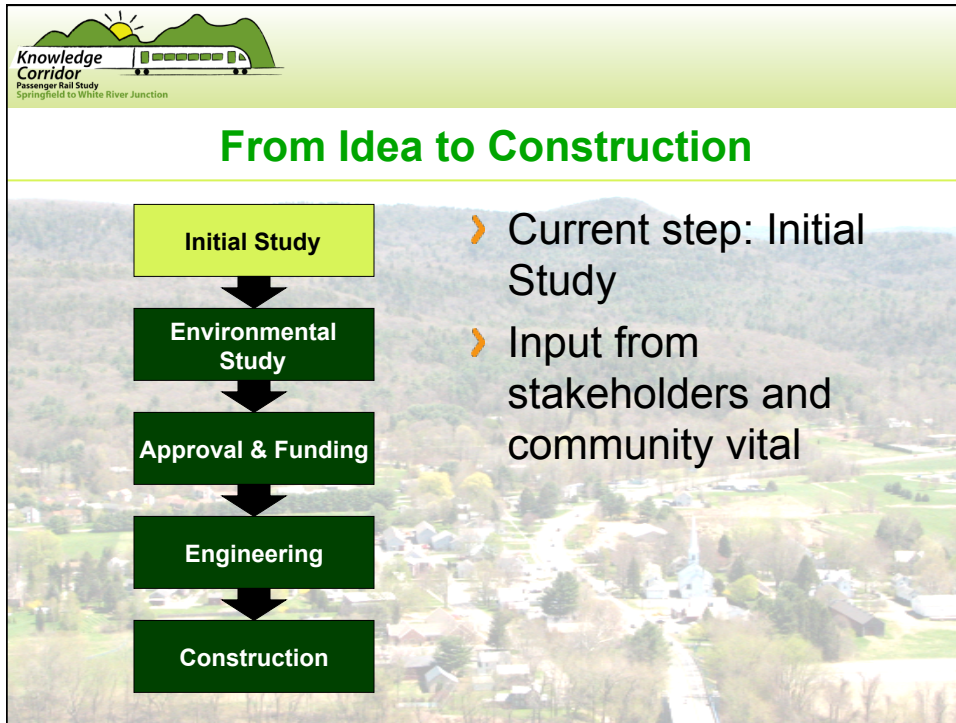 Knowledge
Corridor
Passenger Rail Study
Springfield to White River Junction
From Idea to Construction
Initial Study
Environmental
Study
Approval & Funding
Engineering
Construction
Current step: Initial
Study
Input from
stakeholders and
community vital